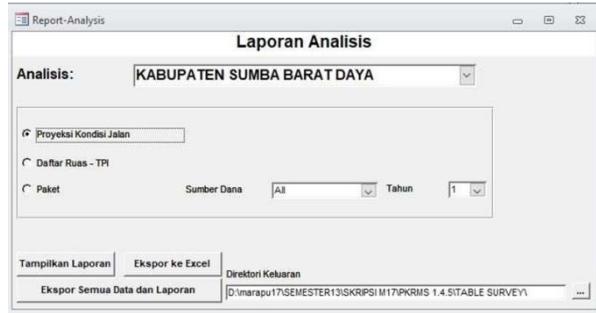 Report-Analysis
Laporan Analisis
Analisis: KABUPATEN SUMBA BARAT DAYA
Proyeksi Kondisi Jalan
Daftar Ruas - TPI
Paket Sumber Dana All Tahun 1
Tampilkan Laporan Ekspor ke Excel
Direktori Keluaran
Ekspor Semua Data dan Laporan D:\marapu17\SEMESTER13\SKRIPSI M17\PKRMS 1.4.5\TABLE SURVEY\ ...